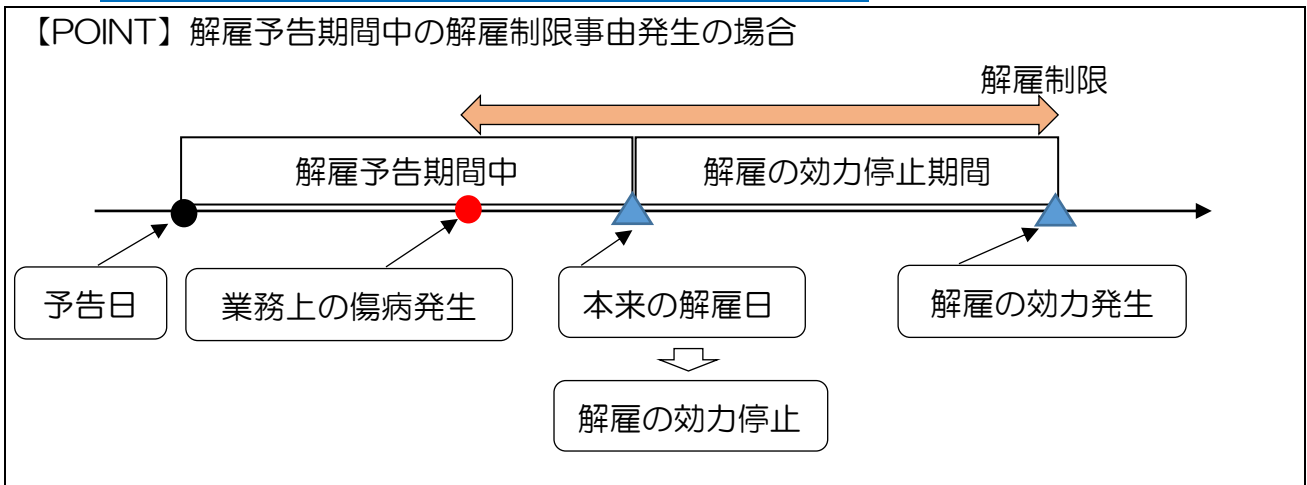 【POINT】解雇予告期間中の解雇制限事由発生の場合
解雇制限
解雇予告期間中
解雇の効力停止期間
予告日
業務上の傷病発生
本来の解雇日
解雇の効力発生
解雇の効力停止